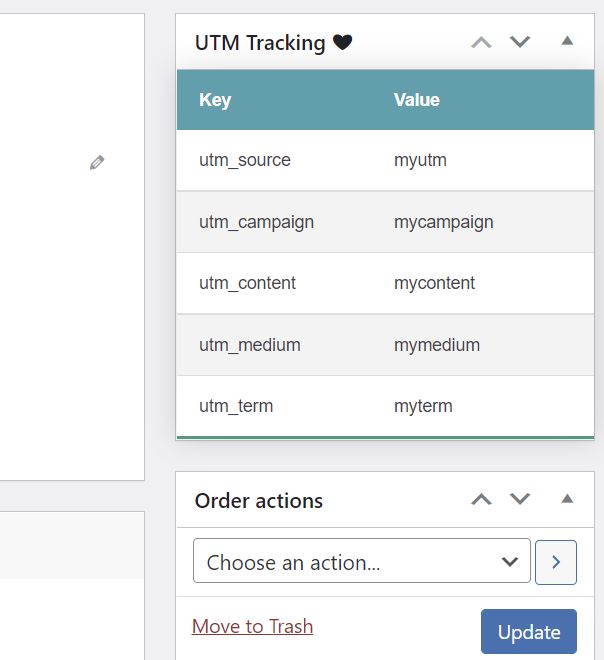 UTM Tracking 🖤
Key Value
utm_source myutm
utm_campaign mycampaign
utm_content mycontent
utm_medium mymedium
utm_term myterm
Order actions
Choose an action...
Move to Trash Update